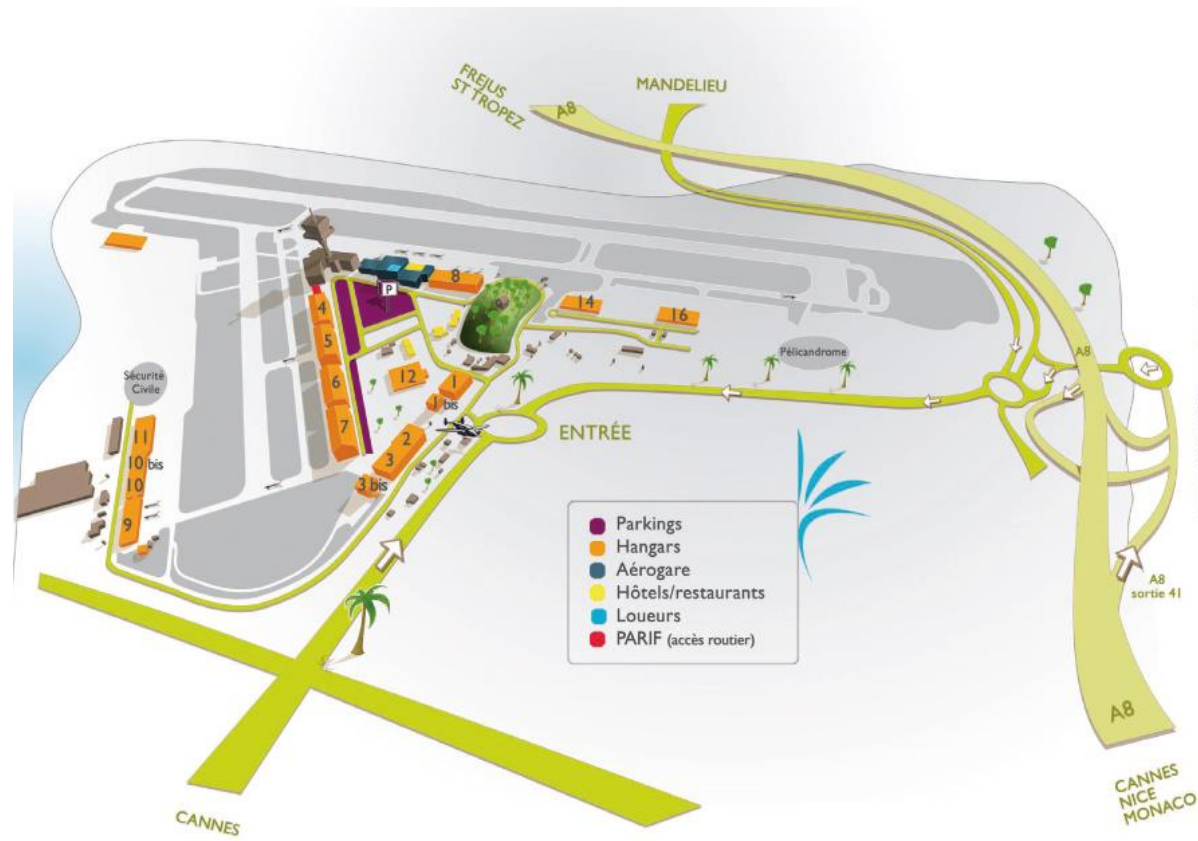 FREJUS
ST TROPEZ
A8
MANDELIEU
P
8
4
14
16
5
A8
Pélicandrome
Sécurité
Civile
6
12
1
1 bis
7
2
ENTRÉE
11
3
10 bis
10
3 bis
9
Parkings
Hangars
Aérogare
Hôtels/restaurants
Loueurs
PARIF (accès routier)
A8
sortie 41
A8
CANNES
CANNES
NICE
MONACO